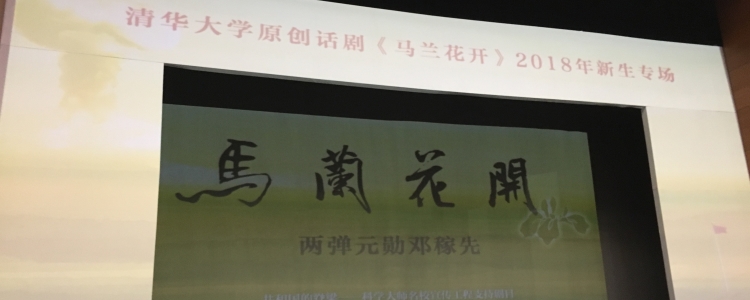 清华大学原创话剧《马兰花开》2018年新生专场
馬蘭花開
两弹元勋邓稼先